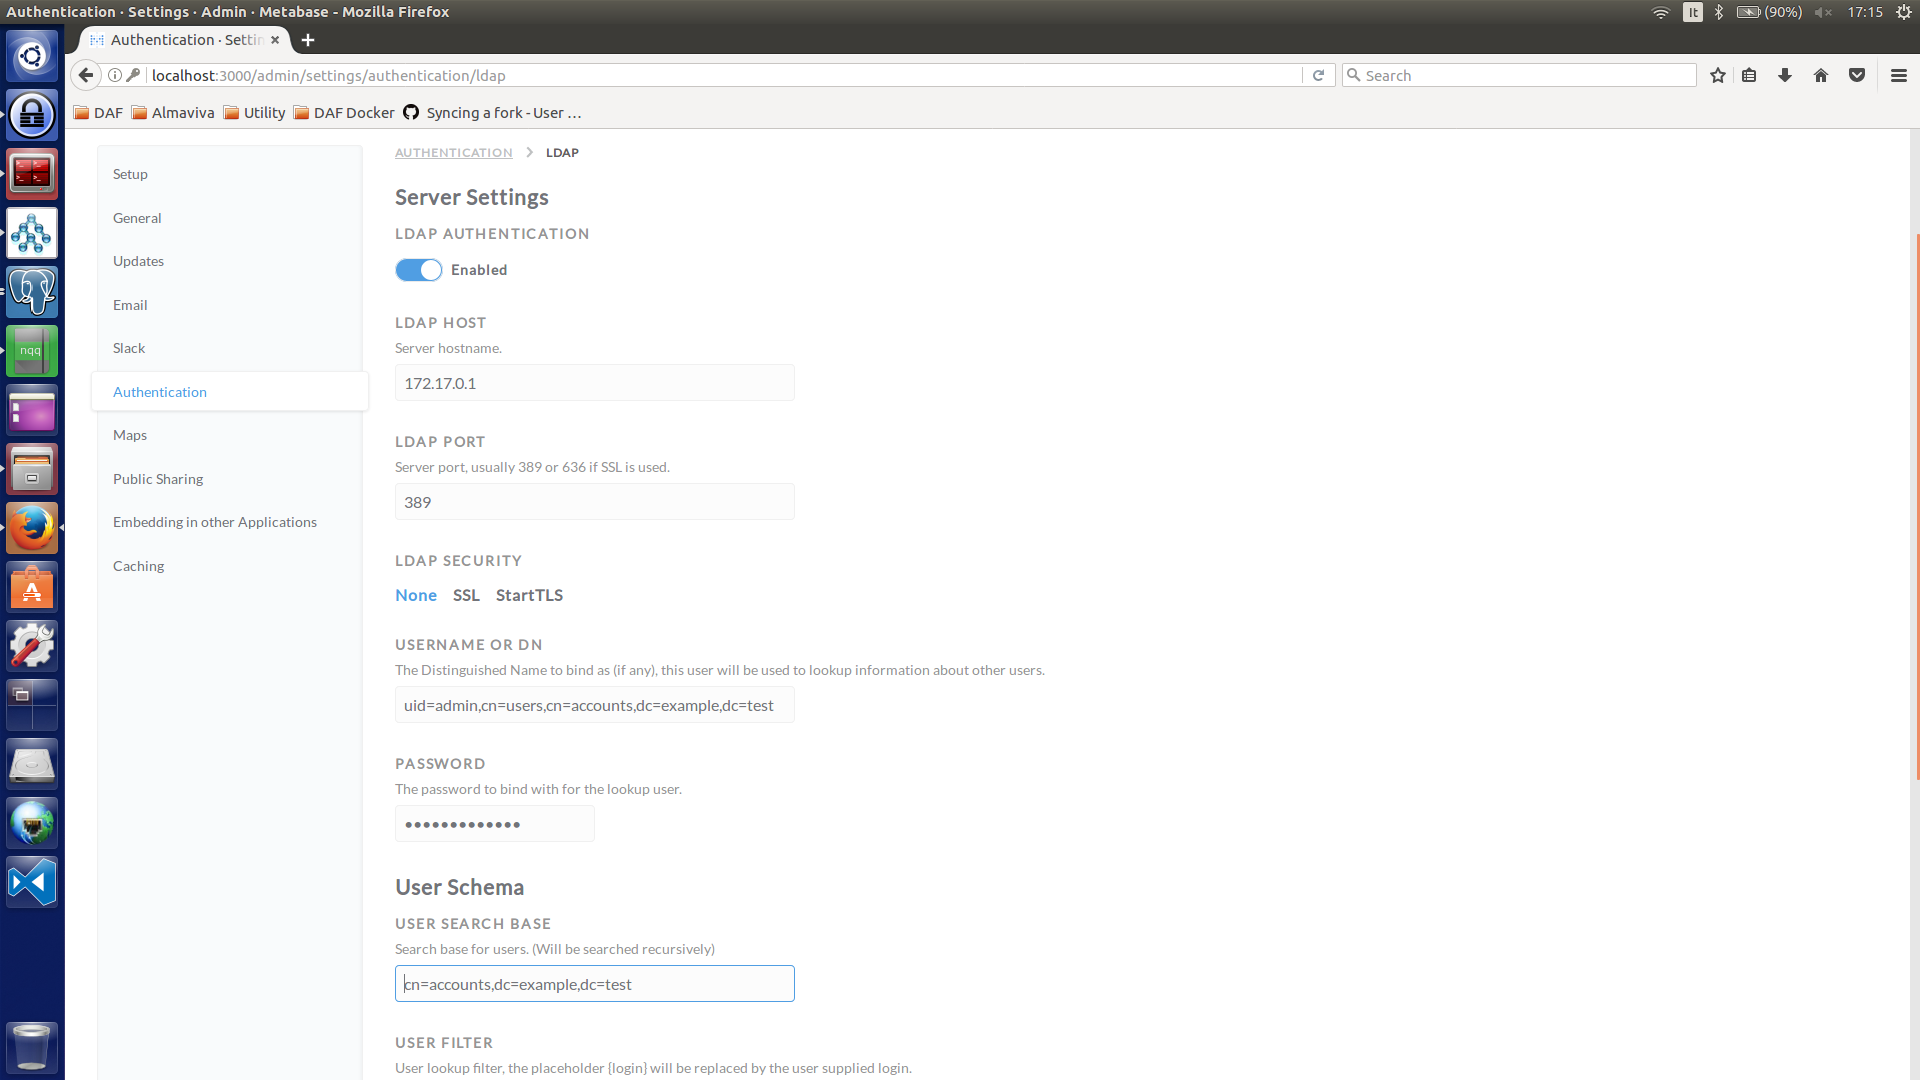 Authentication · Settings · Admin · Metabase - Mozilla Firefox
It
(90%)
17:15
Authentication · Settin
localhost:3000/admin/settings/authentication/ldap
Search
DAF
Almaviva
Utility
DAF Docker
Syncing a fork - User …
nqq
Setup
General
Updates
Email
Slack
Authentication
Maps
Public Sharing
Embedding in other Applications
Caching
AUTHENTICATION
LDAP
Server Settings
LDAP AUTHENTICATION
Enabled
LDAP HOST
Server hostname.
172.17.0.1
LDAP PORT
Server port, usually 389 or 636 if SSL is used.
389
LDAP SECURITY
None SSL StartTLS
USERNAME OR DN
The Distinguished Name to bind as (if any), this user will be used to lookup information about other users.
uid=admin,cn=users,cn=accounts,dc=example,dc=test
PASSWORD
The password to bind with for the lookup user.
•••••••••••••
User Schema
USER SEARCH BASE
Search base for users. (Will be searched recursively)
cn=accounts,dc=example,dc=test
USER FILTER
User lookup filter, the placeholder {login} will be replaced by the user supplied login.